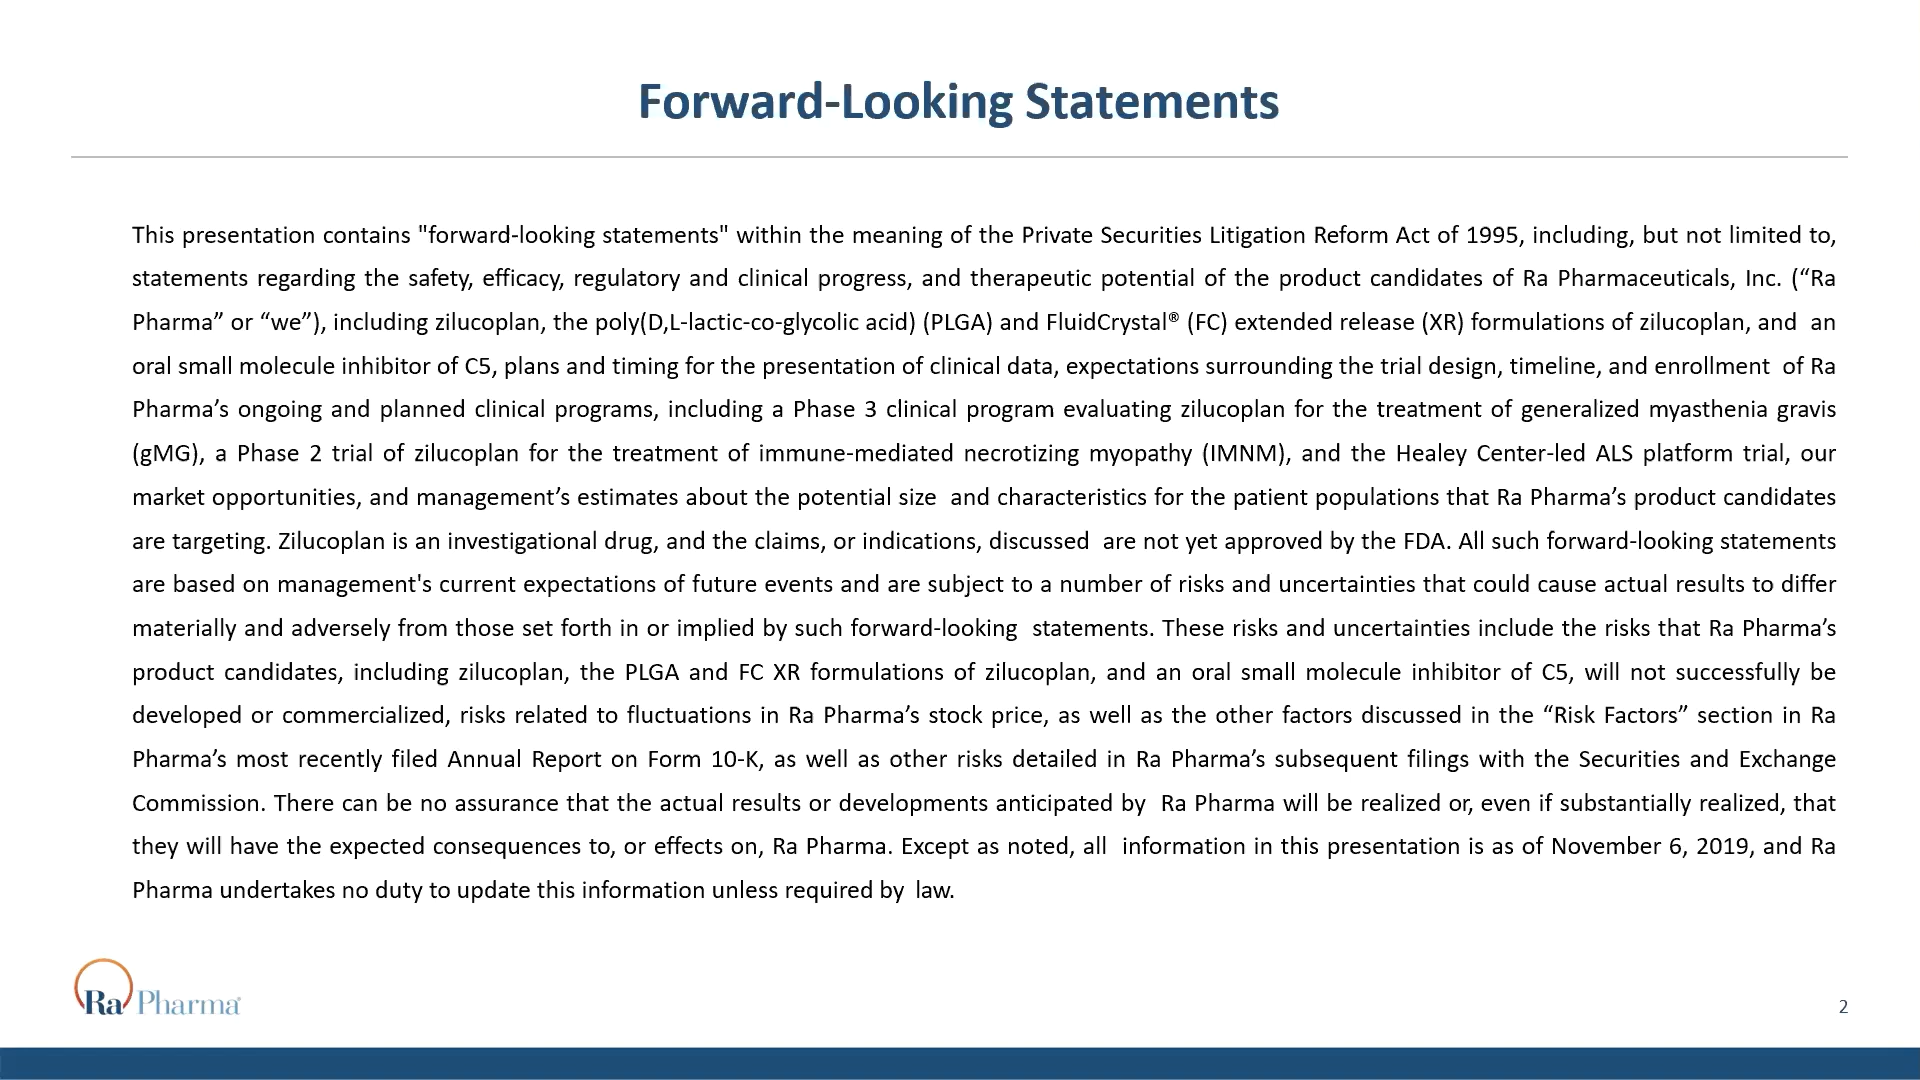 Forward-Looking Statements
This presentation contains "forward-looking statements" within the meaning of the Private Securities Litigation Reform Act of 1995, including, but not limited to,
statements regarding the safety, efficacy, regulatory and clinical progress, and therapeutic potential of the product candidates of Ra Pharmaceuticals, Inc. (“Ra
Pharma” or “we”), including zilucoplan, the poly(D,L-lactic-co-glycolic acid) (PLGA) and FluidCrystal® (FC) extended release (XR) formulations of zilucoplan, and an
oral small molecule inhibitor of C5, plans and timing for the presentation of clinical data, expectations surrounding the trial design, timeline, and enrollment of Ra
Pharma’s ongoing and planned clinical programs, including a Phase 3 clinical program evaluating zilucoplan for the treatment of generalized myasthenia gravis
(gMG), a Phase 2 trial of zilucoplan for the treatment of immune-mediated necrotizing myopathy (IMNM), and the Healey Center-led ALS platform trial, our
market opportunities, and management’s estimates about the potential size and characteristics for the patient populations that Ra Pharma’s product candidates
are targeting. Zilucoplan is an investigational drug, and the claims, or indications, discussed are not yet approved by the FDA. All such forward-looking statements
are based on management's current expectations of future events and are subject to a number of risks and uncertainties that could cause actual results to differ
materially and adversely from those set forth in or implied by such forward-looking statements. These risks and uncertainties include the risks that Ra Pharma’s
product candidates, including zilucoplan, the PLGA and FC XR formulations of zilucoplan, and an oral small molecule inhibitor of C5, will not successfully be
developed or commercialized, risks related to fluctuations in Ra Pharma’s stock price, as well as the other factors discussed in the “Risk Factors” section in Ra
Pharma’s most recently filed Annual Report on Form 10-K, as well as other risks detailed in Ra Pharma’s subsequent filings with the Securities and Exchange
Commission. There can be no assurance that the actual results or developments anticipated by Ra Pharma will be realized or, even if substantially realized, that
they will have the expected consequences to, or effects on, Ra Pharma. Except as noted, all information in this presentation is as of November 6, 2019, and Ra
Pharma undertakes no duty to update this information unless required by law.
Ra Pharma
2